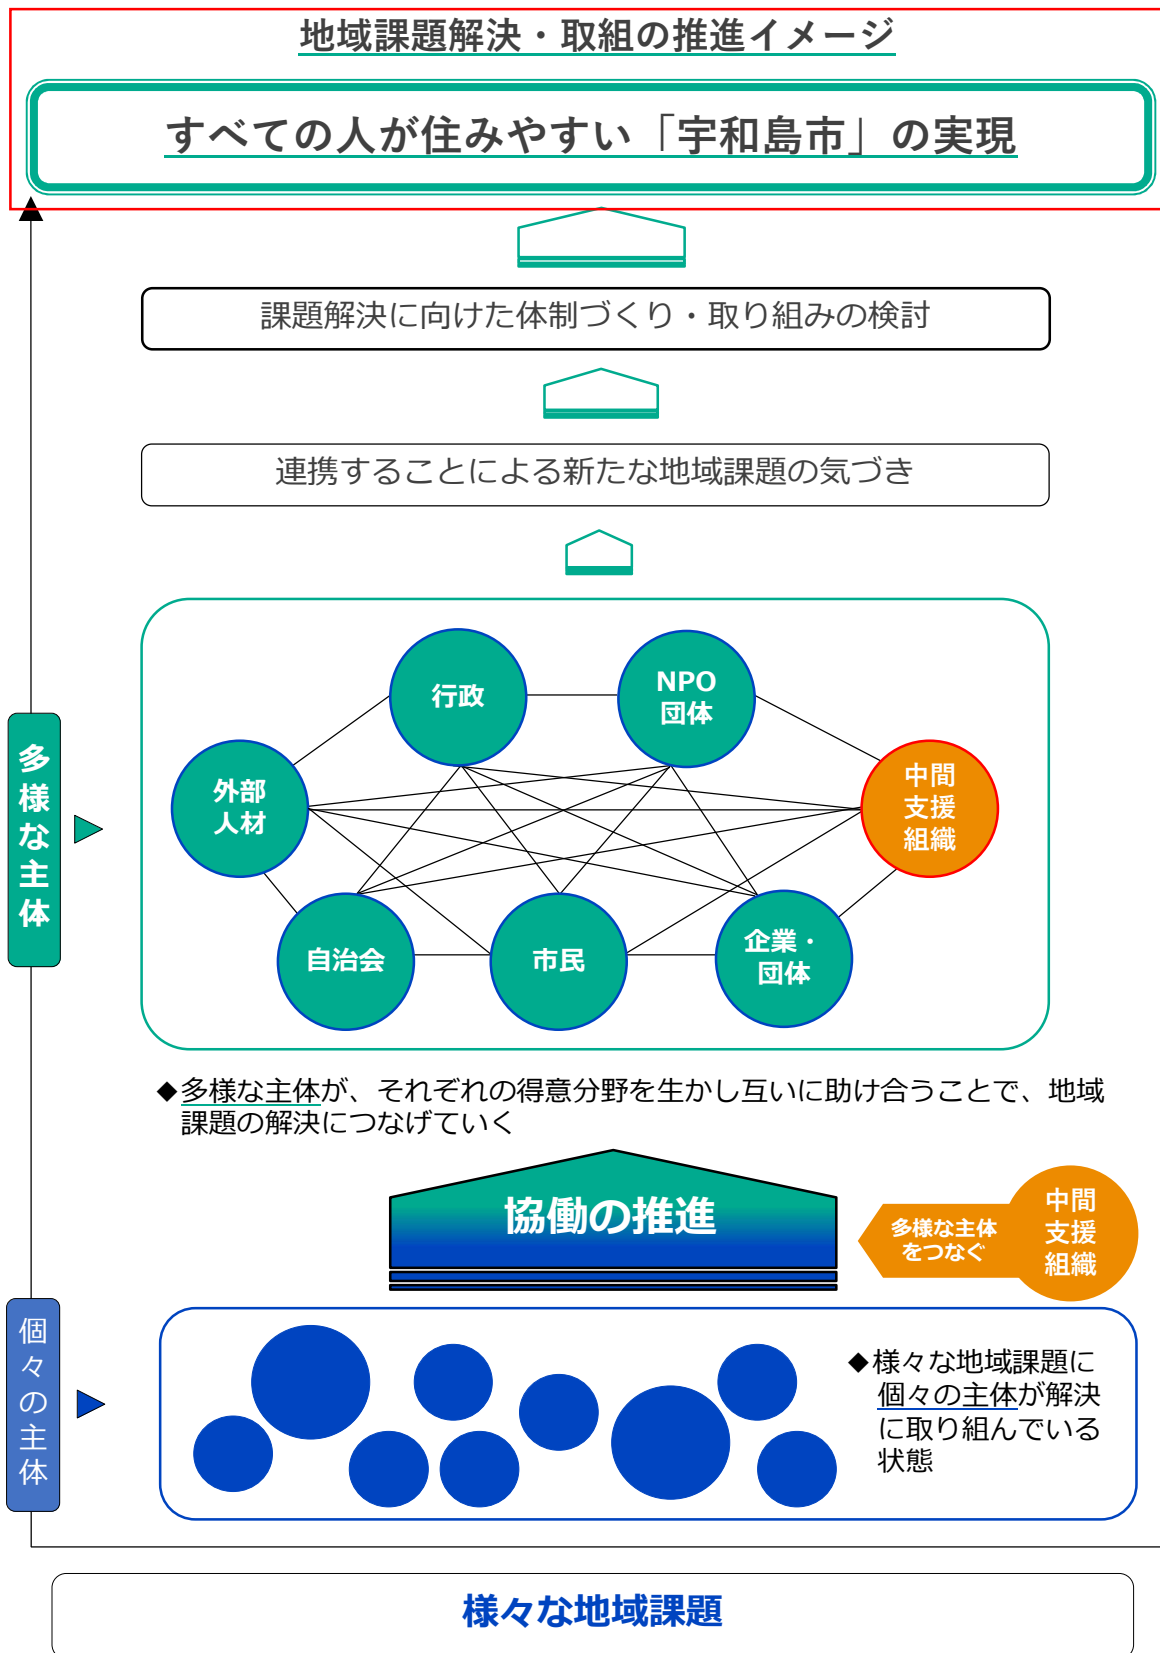 地域課題解決・取組の推進イメージ
すべての人が住みやすい「宇和島市」の実現
課題解決に向けた体制づくり・取り組みの検討
連携することによる新たな地域課題の気づき
多様な主体
行政
NPO
団体
外部
人材
中間
支援
組織
自治会
市民
企業・
団体
◆多様な主体が、それぞれの得意分野を生かし互いに助け合うことで、地域
課題の解決につなげていく
協働の推進
多様な主体
をつなぐ
中間
支援
組織
個々の主体
◆様々な地域課題に
個々の主体が解決
に取り組んでいる
状態
様々な地域課題